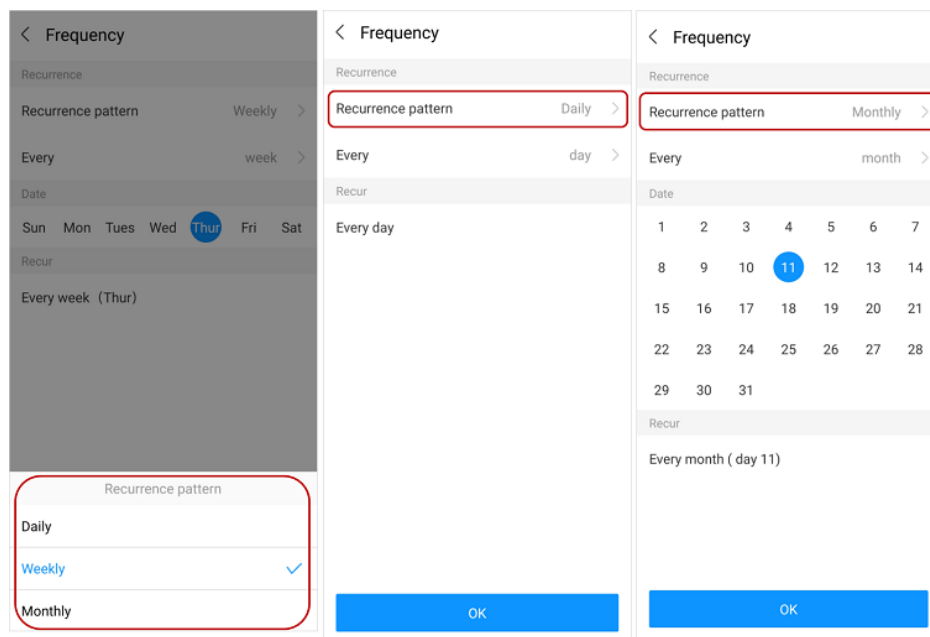 Frequency
Recurrence
Recurrence pattern Weekly
Every week
Date
Sun Mon Tues Wed Thur Fri Sat
Recur
Every week (Thur)
Recurrence pattern
Daily
Weekly
Monthly
Frequency
Recurrence
Recurrence pattern Daily
Every day
Recur
Every day
OK
Frequency
Recurrence
Recurrence pattern Monthly
Every month
Date
1 2 3 4 5 6 7
8 9 10 11 12 13 14
15 16 17 18 19 20 21
22 23 24 25 26 27 28
29 30 31
Recur
Every month ( day 11)
OK